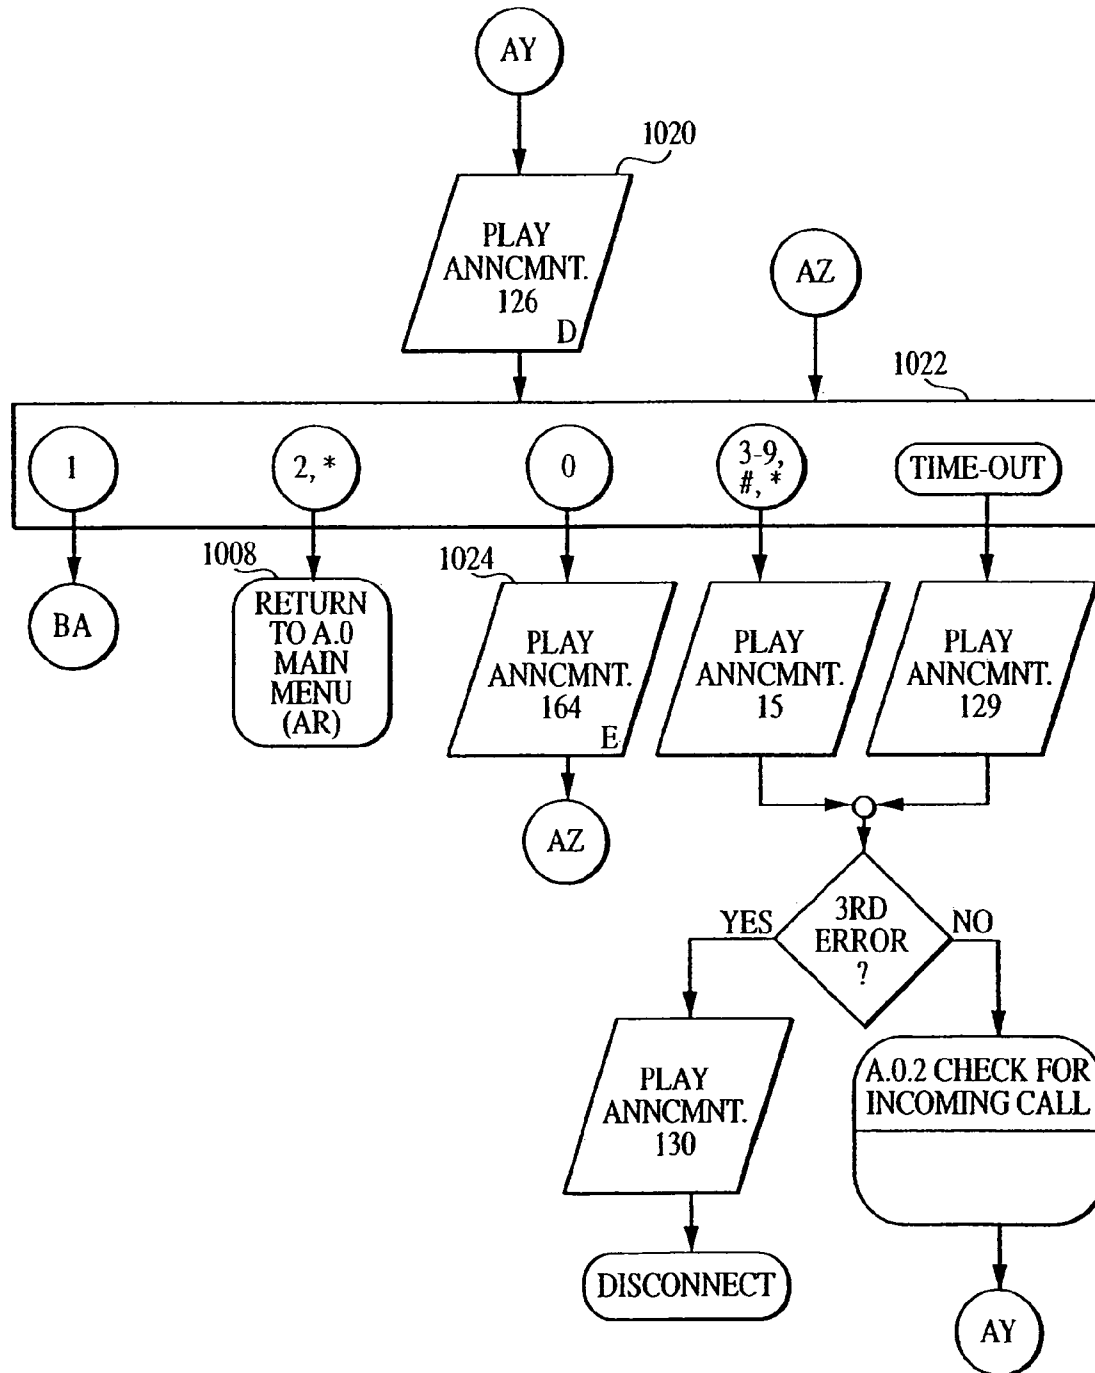 AY
1020
PLAY
ANNCMNT.
126
D
AZ
1022
1
2, *
0
3-9,
#, *
TIME-OUT
BA
1008
RETURN
TO A.0
MAIN
MENU
(AR)
1024
PLAY
ANNCMNT.
164
E
PLAY
ANNCMNT.
15
PLAY
ANNCMNT.
129
AZ
YES
3RD
ERROR
?
NO
PLAY
ANNCMNT.
130
A.0.2 CHECK FOR
INCOMING CALL
DISCONNECT
AY